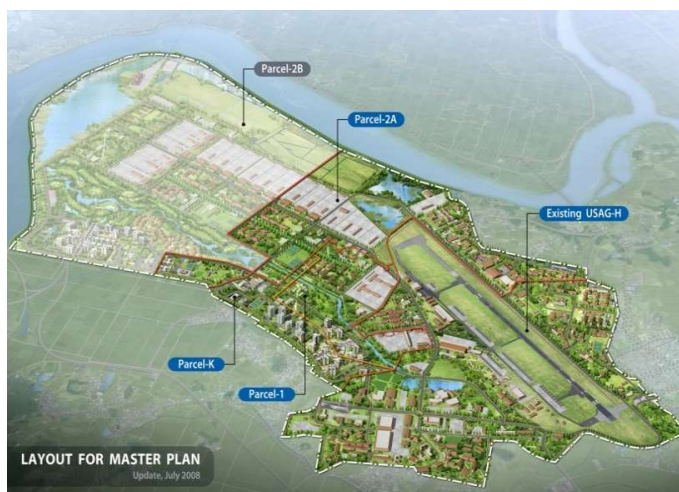 Parcel-2B
Parcel-2A
Existing USAG-H
Parcel-K
Parcel-1
LAYOUT FOR MASTER PLAN
Update, July 2008